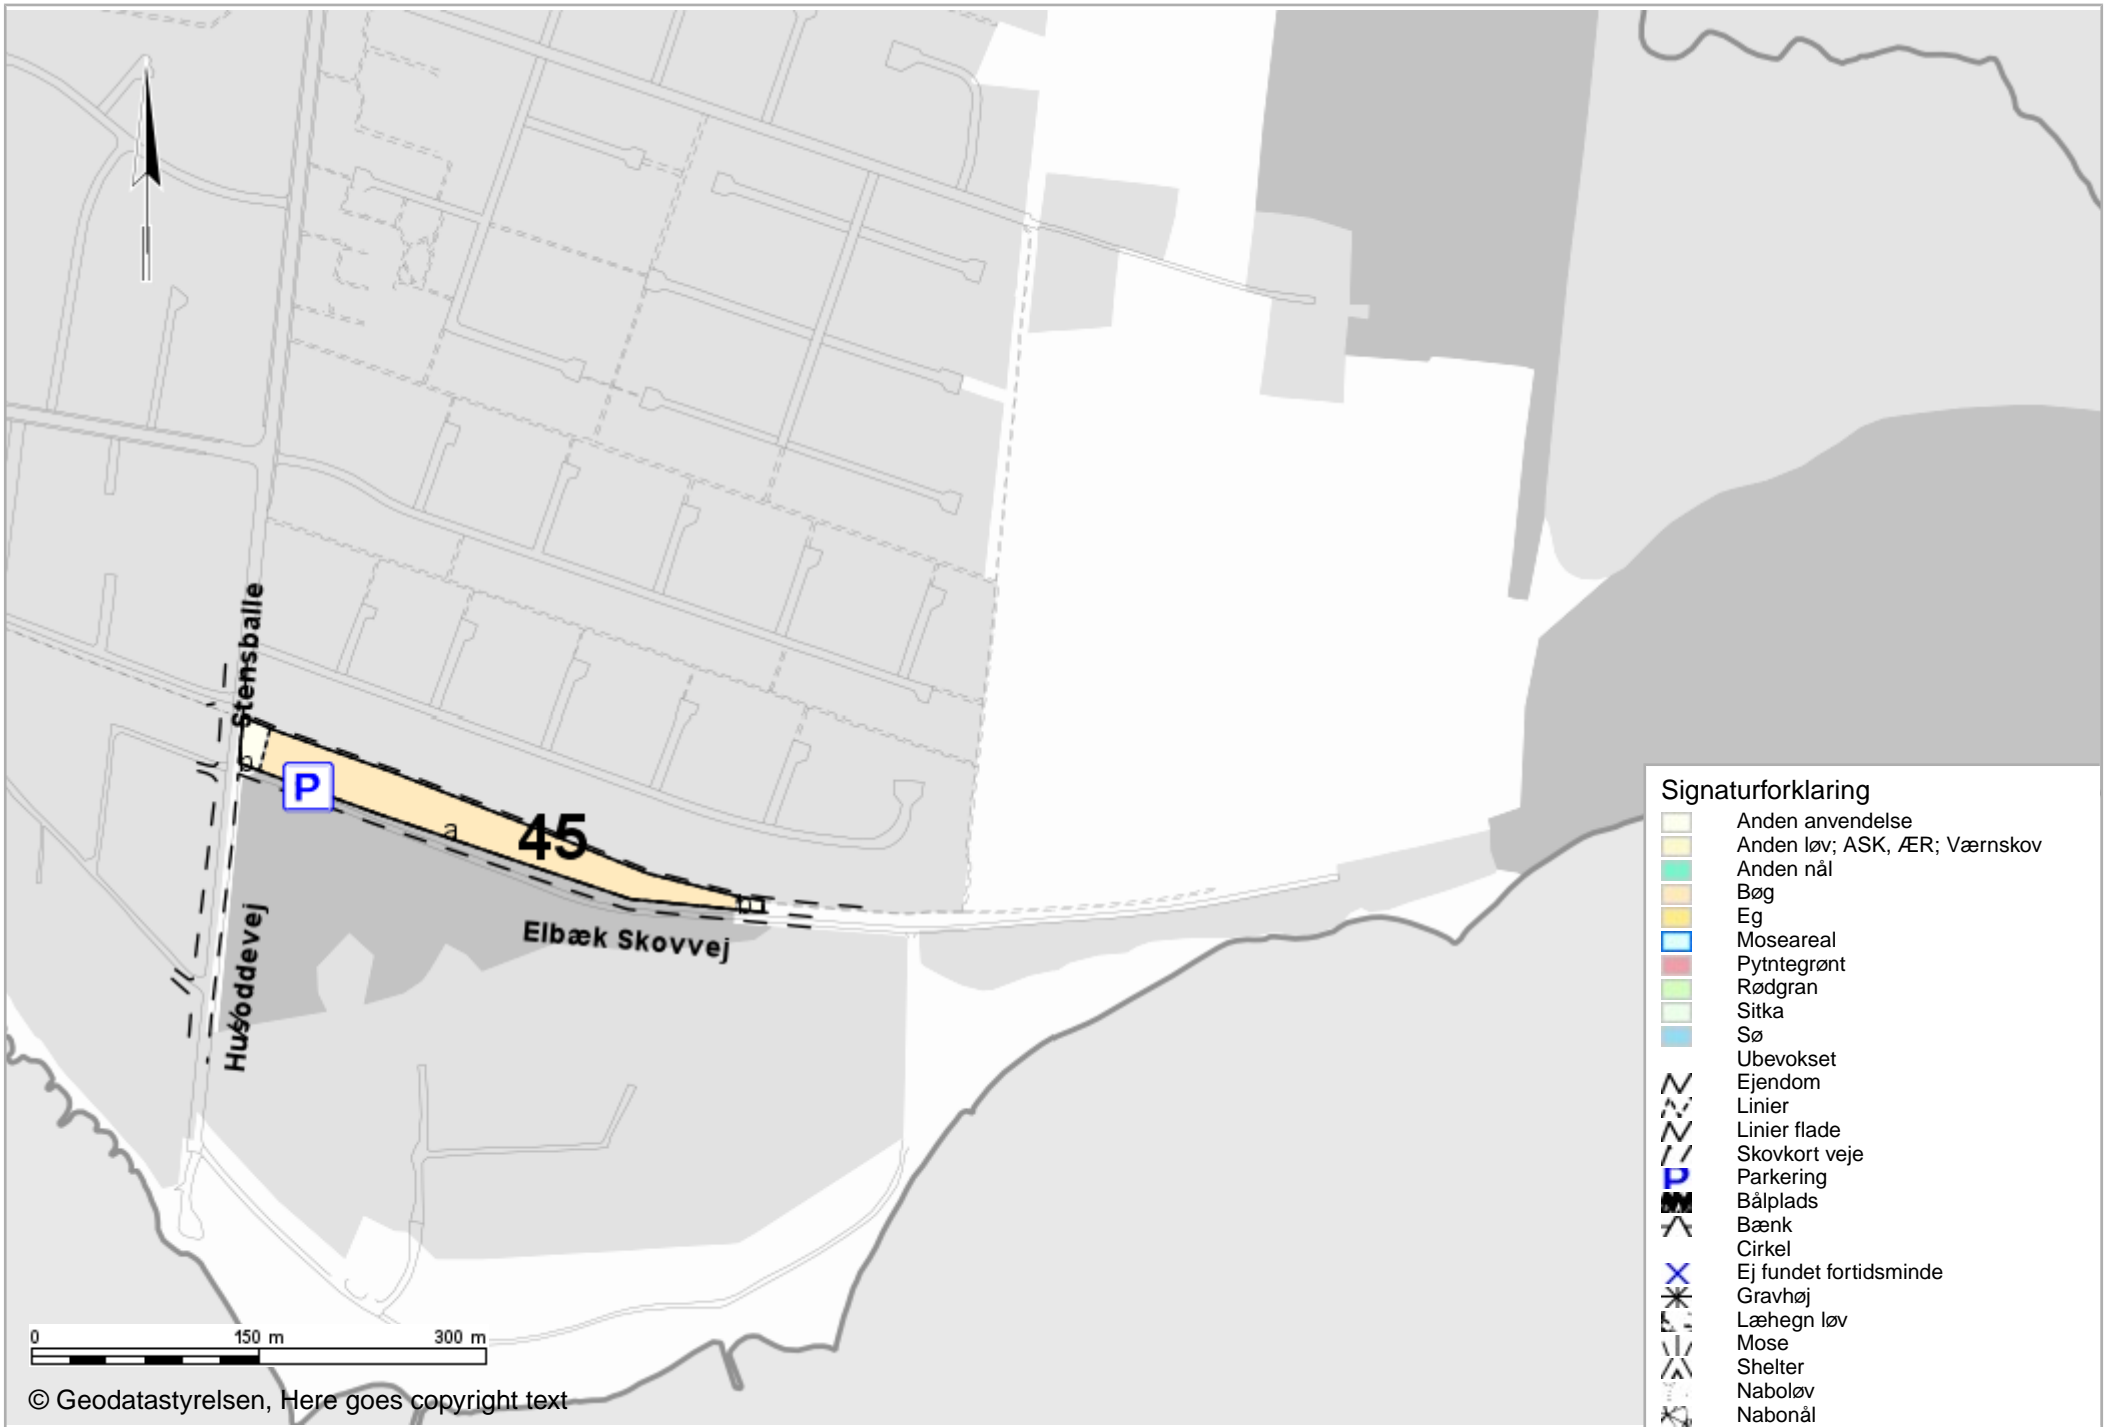 Stensballe
b
P
a
45
b
Elbæk Skovvej
Husoddevej
Signaturforklaring
Anden anvendelse
Anden løv; ASK, ÆR; Værnskov
Anden nål
Bøg
Eg
Moseareal
Pytntegrønt
Rødgran
Sitka
Sø
Ubevokset
Ejendom
Linier
Linier flade
Skovkort veje
P Parkering
Bålplads
Bænk
Cirkel
Ej fundet fortidsminde
Gravhøj
Læhegn løv
Mose
Shelter
Naboløv
Nabonål
0 150 m 300 m
© Geodatastyrelsen, Here goes copyright text